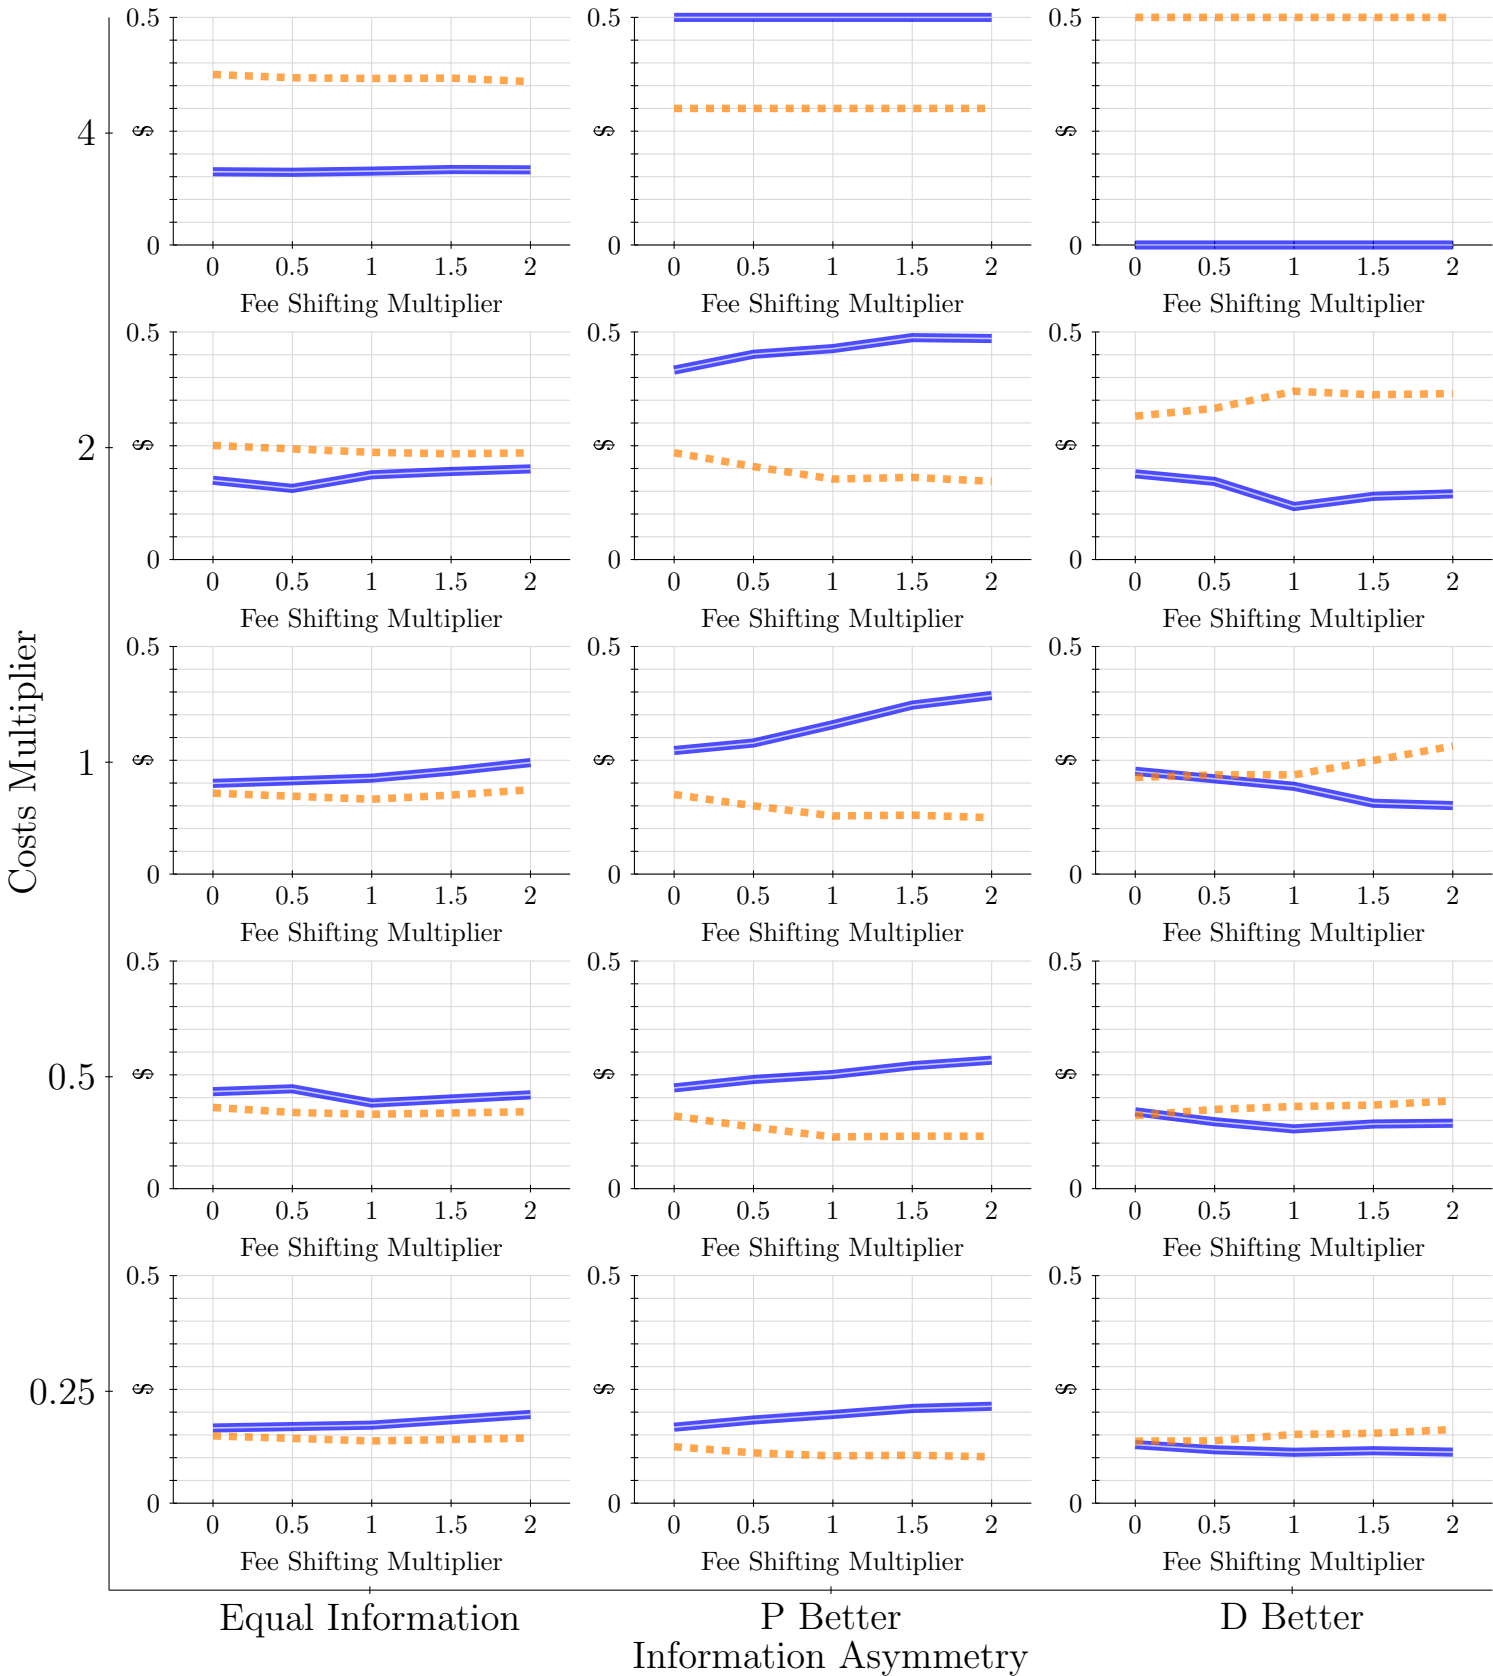 0.5 0.5 0.5
4 $ $ $
0 0 0
0 0.5 1 1.5 2 0 0.5 1 1.5 2 0 0.5 1 1.5 2
Fee Shifting Multiplier Fee Shifting Multiplier Fee Shifting Multiplier
0.5 0.5 0.5
2 $ $ $
0 0 0
0 0.5 1 1.5 2 0 0.5 1 1.5 2 0 0.5 1 1.5 2
Fee Shifting Multiplier Fee Shifting Multiplier Fee Shifting Multiplier
Costs Multiplier
0.5 0.5 0.5
1 $ $ $
0 0 0
0 0.5 1 1.5 2 0 0.5 1 1.5 2 0 0.5 1 1.5 2
Fee Shifting Multiplier Fee Shifting Multiplier Fee Shifting Multiplier
0.5 0.5 0.5
0.5 $ $ $
0 0 0
0 0.5 1 1.5 2 0 0.5 1 1.5 2 0 0.5 1 1.5 2
Fee Shifting Multiplier Fee Shifting Multiplier Fee Shifting Multiplier
0.5 0.5 0.5
0.25 $ $ $
0 0 0
0 0.5 1 1.5 2 0 0.5 1 1.5 2 0 0.5 1 1.5 2
Fee Shifting Multiplier Fee Shifting Multiplier Fee Shifting Multiplier
Equal Information P Better D Better
Information Asymmetry